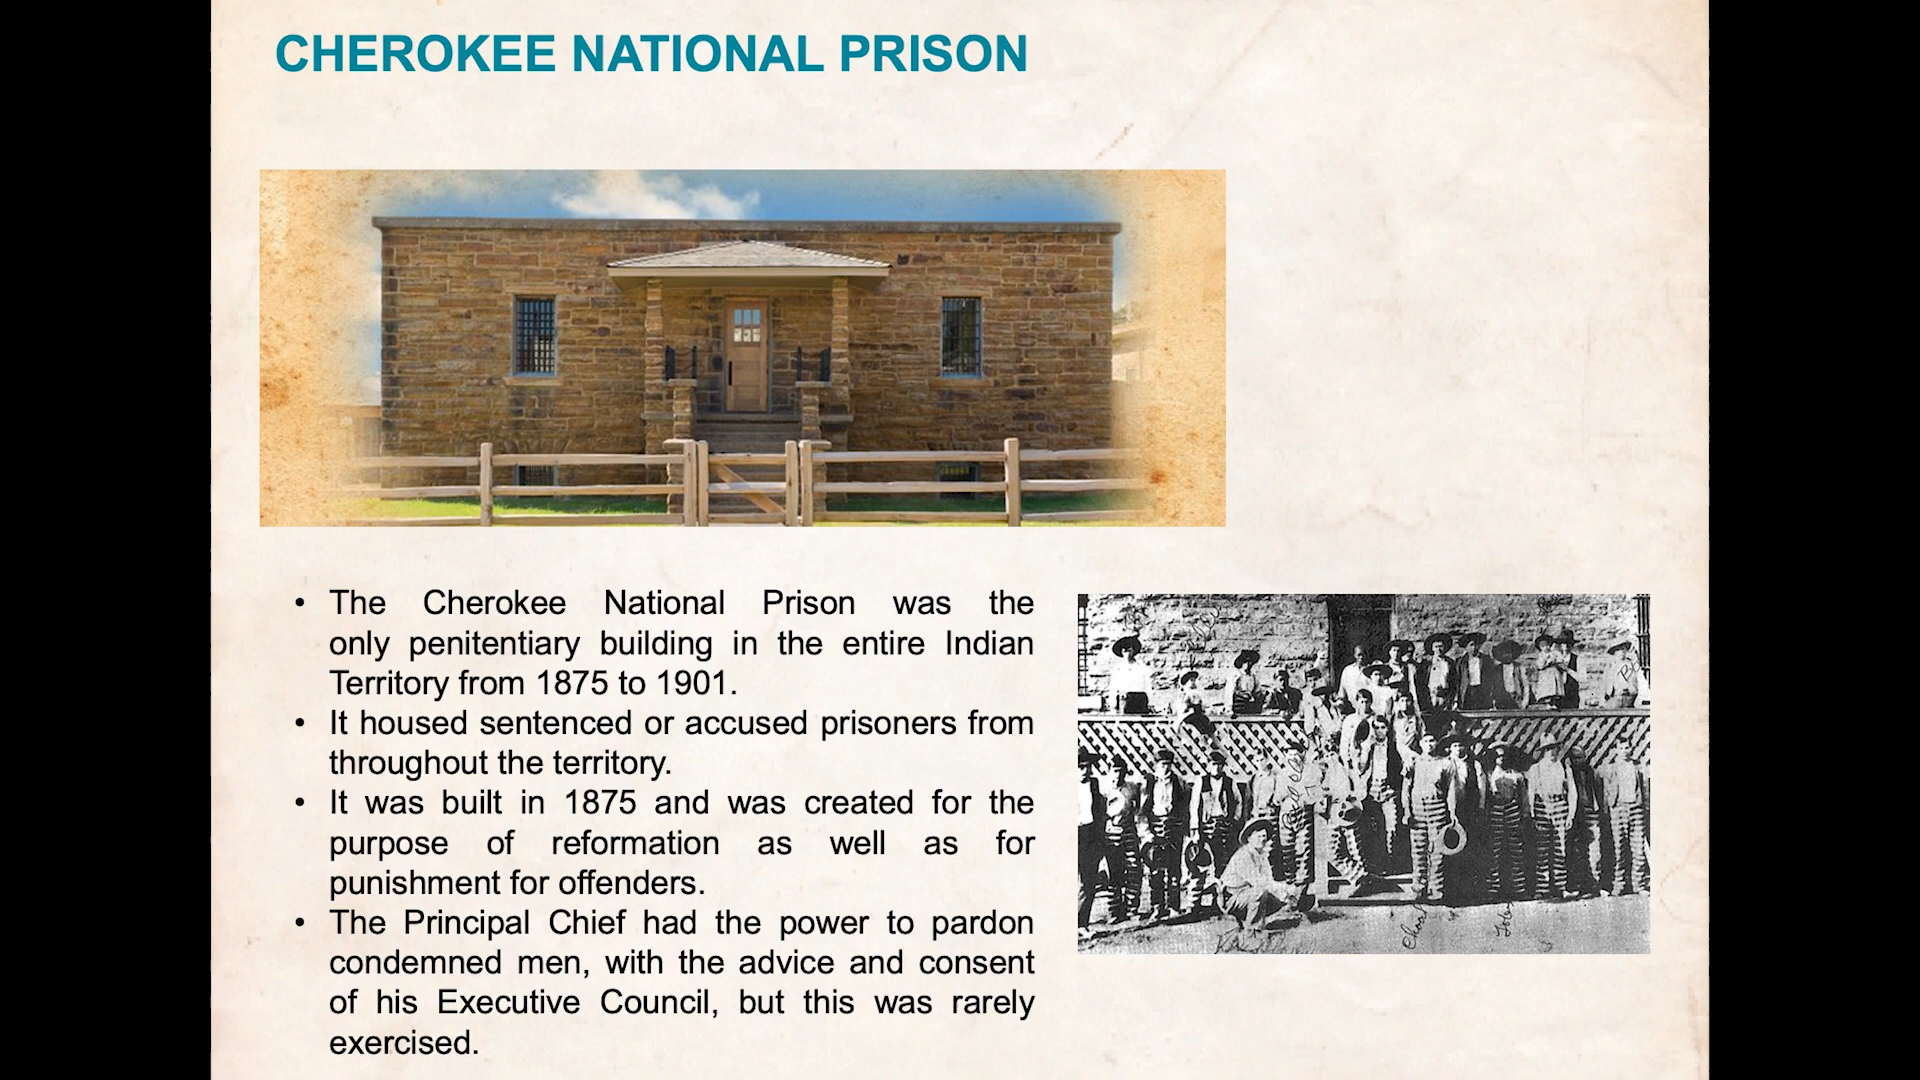 CHEROKEE NATIONAL PRISON
• The Cherokee National Prison was the
only penitentiary building in the entire Indian
Territory from 1875 to 1901.
• It housed sentenced or accused prisoners from
throughout the territory.
• It was built in 1875 and was created for the
purpose of reformation as well as for
punishment for offenders.
• The Principal Chief had the power to pardon
condemned men, with the advice and consent
of his Executive Council, but this was rarely
exercised.